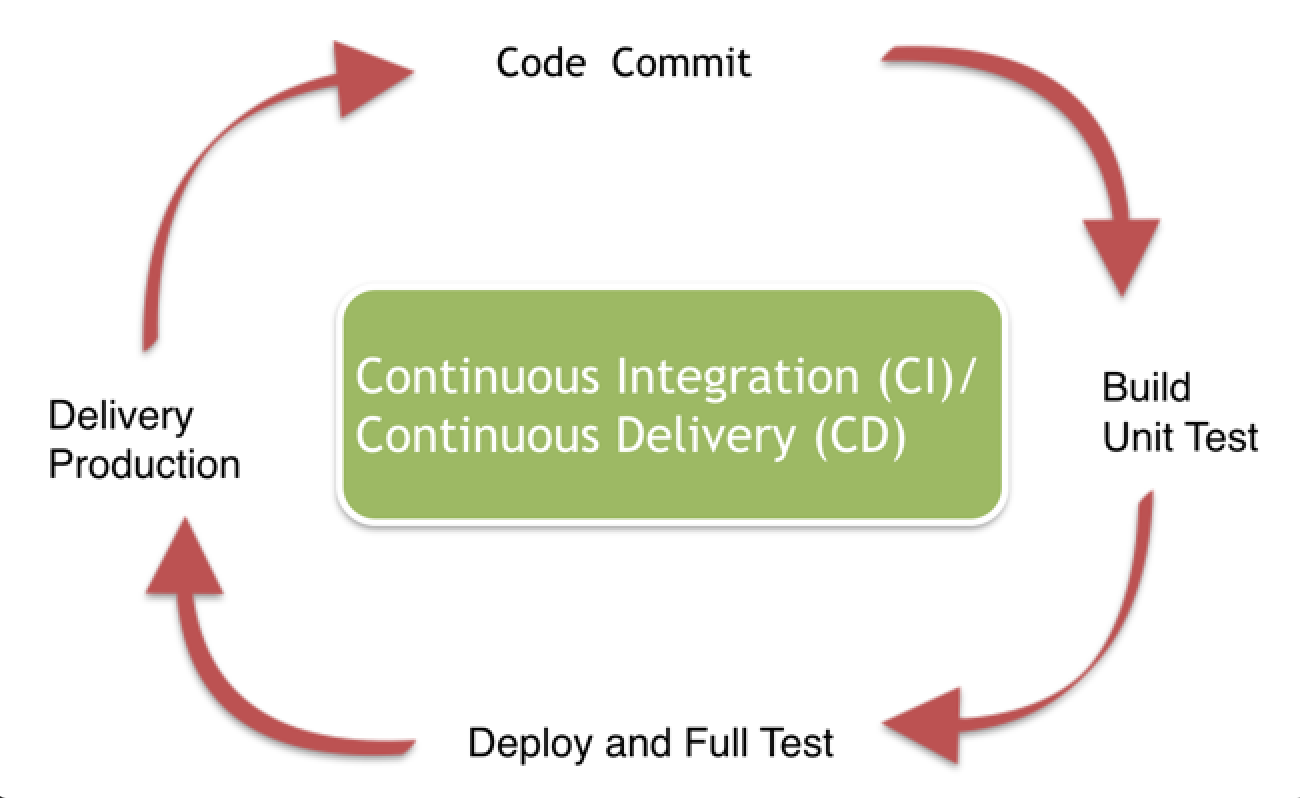 Code Commit
Continuous Integration (CI)/
Continuous Delivery (CD)
Build
Unit Test
Deploy and Full Test
Delivery
Production